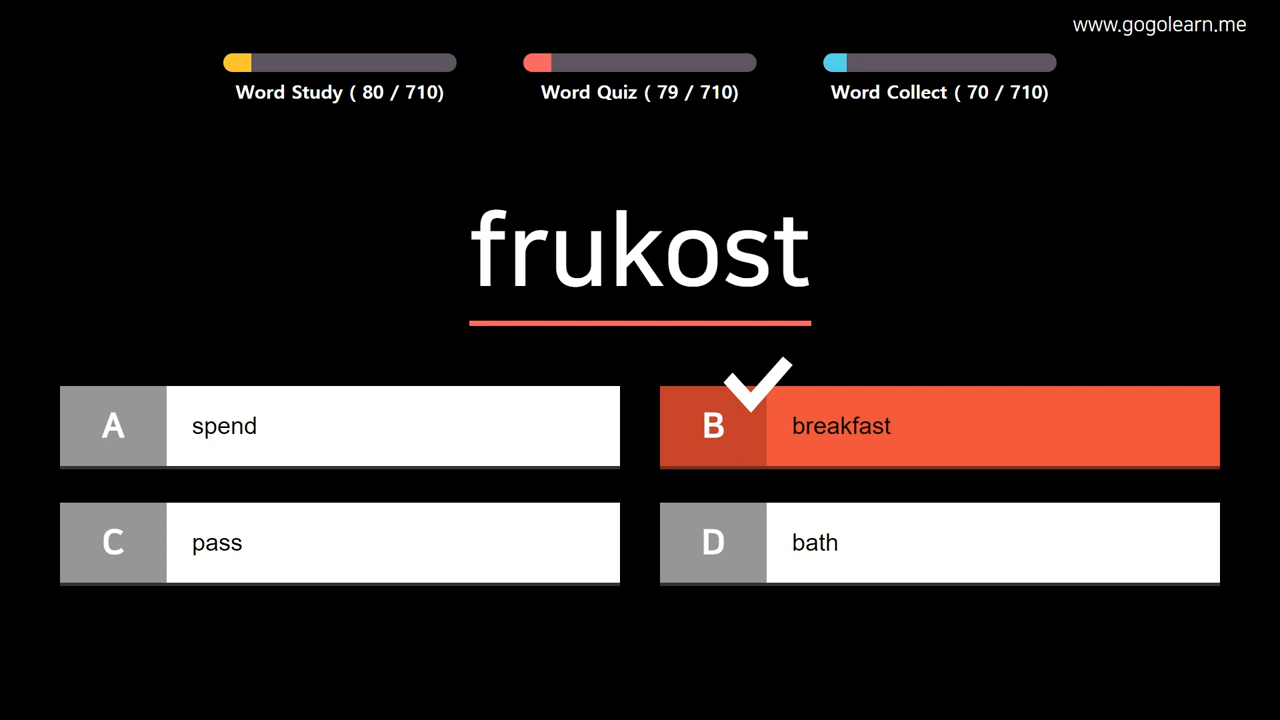 www.gogolearn.me
Word Study ( 80 / 710)
Word Quiz ( 79 / 710)
Word Collect ( 70 / 710)
frukost
A spend
B breakfast
C pass
D bath